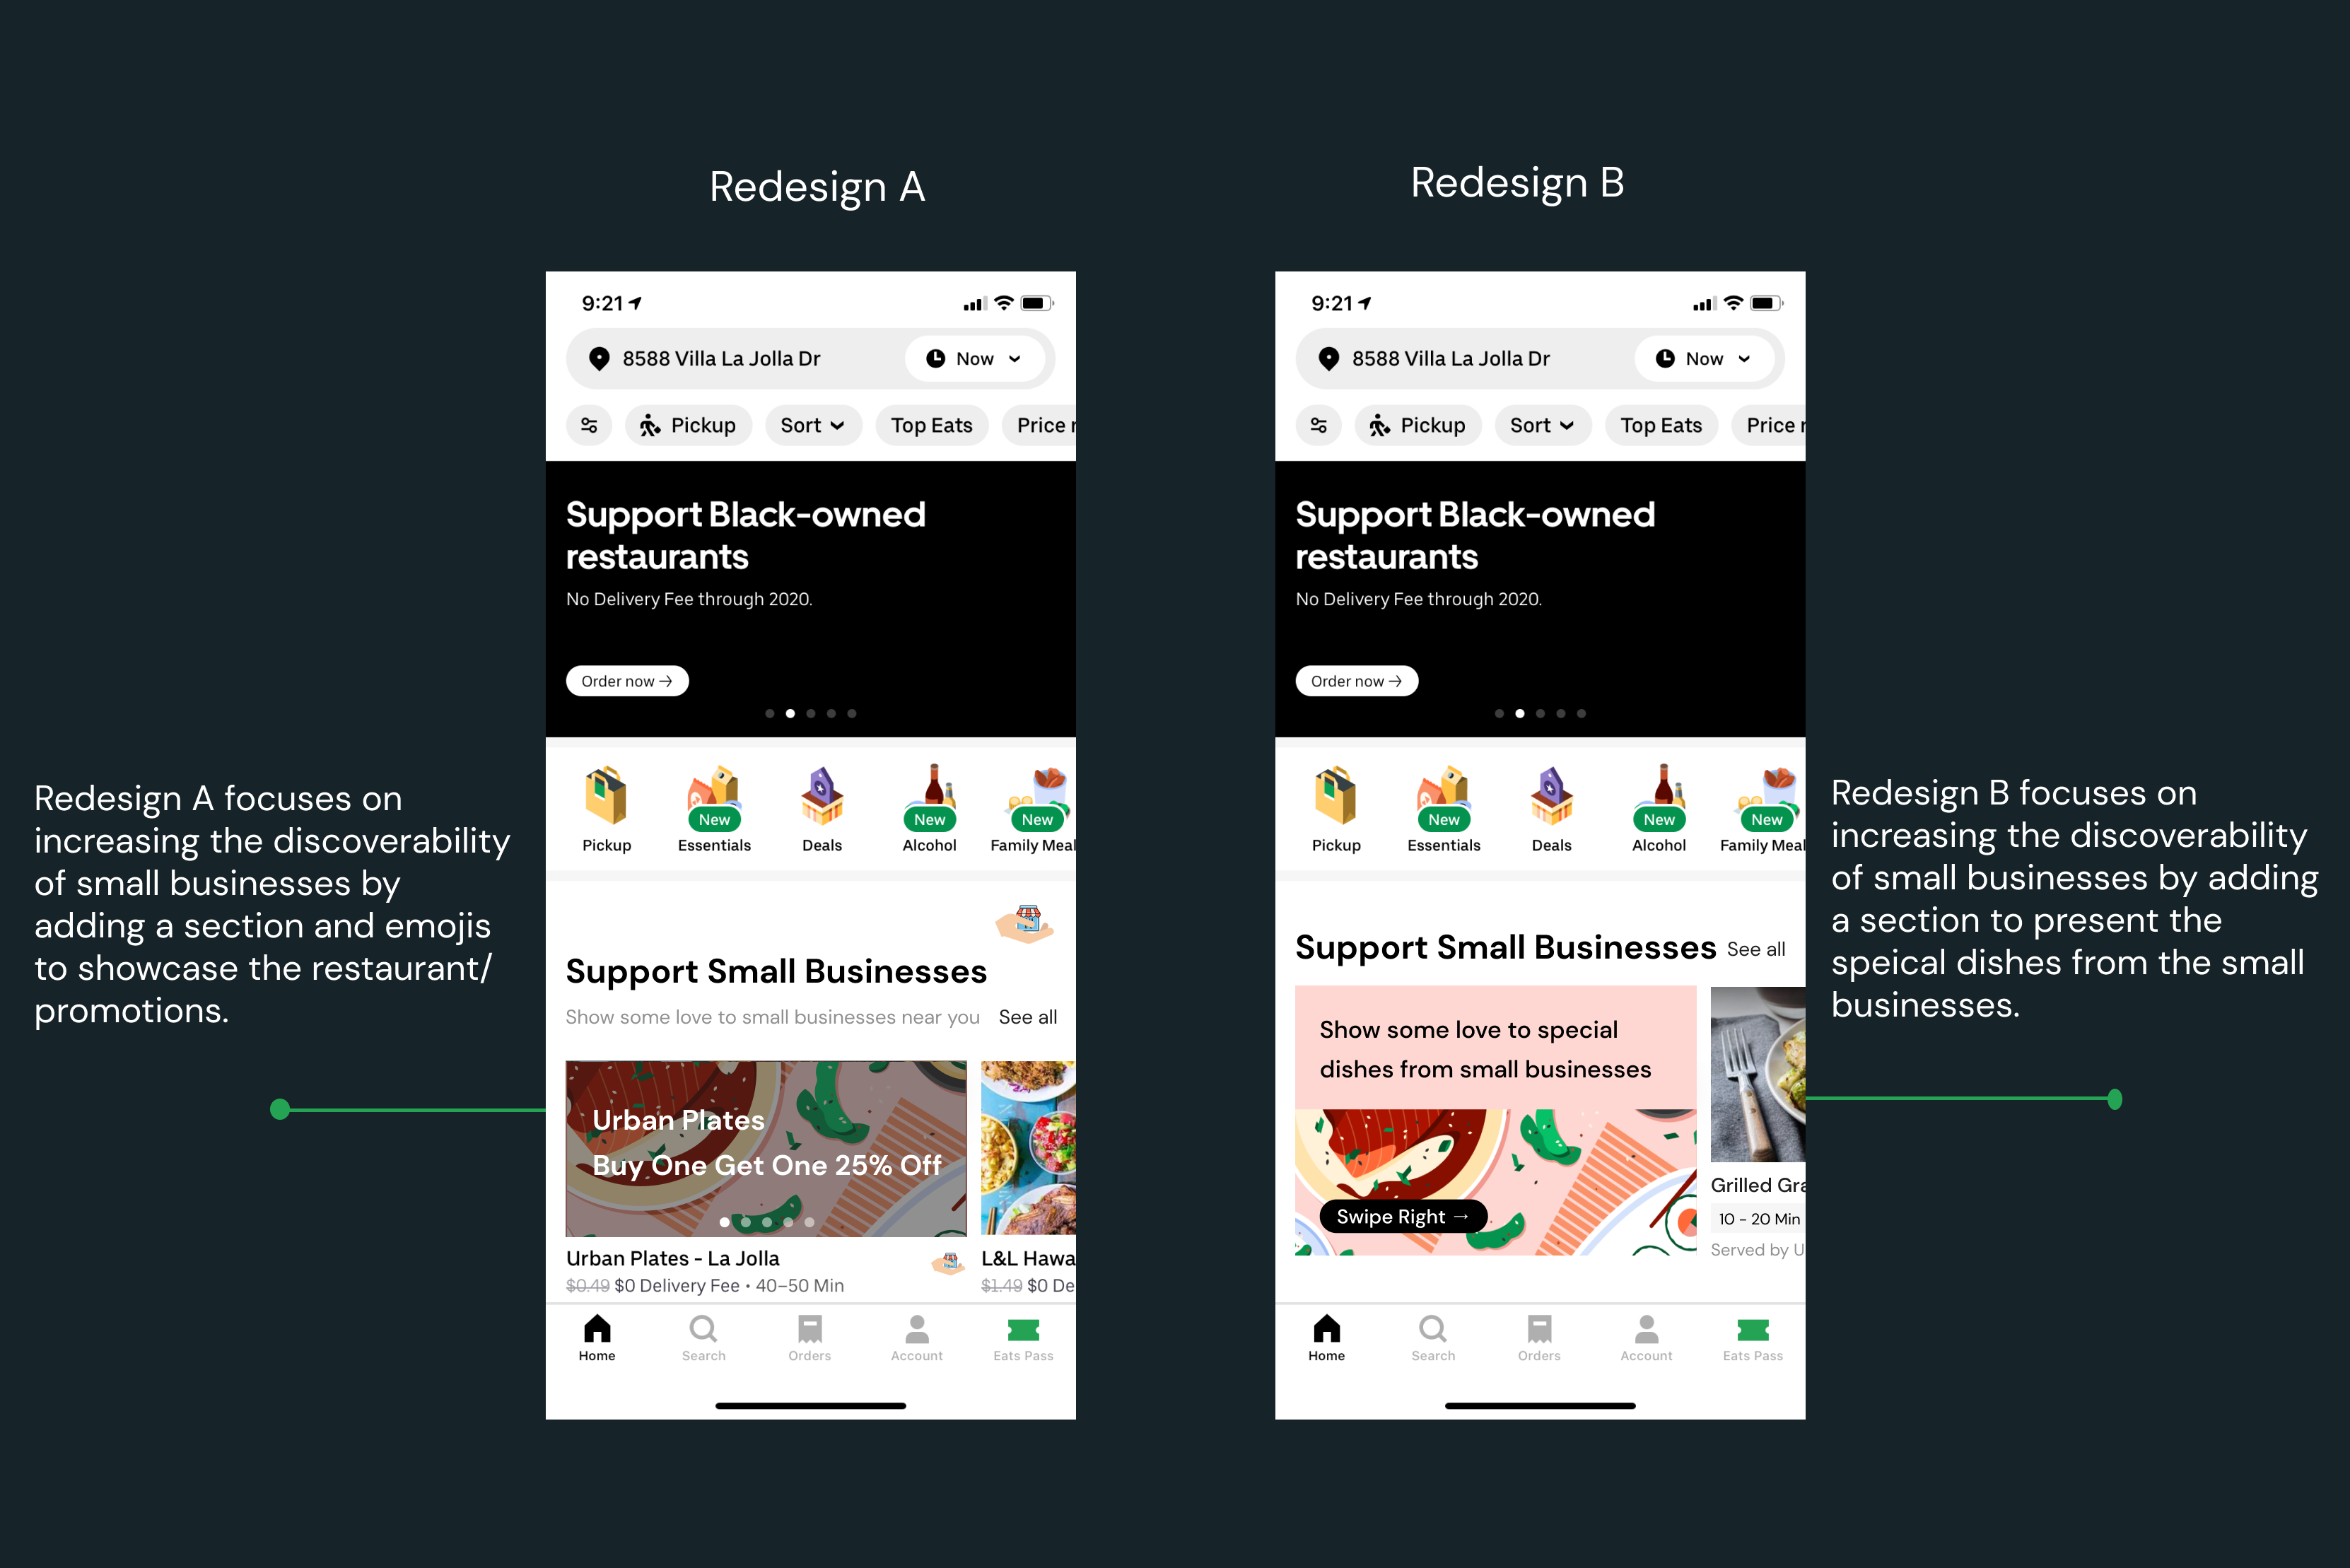 Redesign A
Redesign B
Redesign A focuses on
increasing the discoverability
of small businesses by
adding a section and emojis
to showcase the restaurant/
promotions.
9:21
8588 Villa La Jolla Dr
Now
Pickup
Sort
Top Eats
Price r
Support Black-owned
restaurants
No Delivery Fee through 2020.
Order now →
New
New
New
Pickup
Essentials
Deals
Alcohol
Family Meal
Support Small Businesses
Show some love to small businesses near you
See all
Urban Plates
Buy One Get One 25% Off
Urban Plates - La Jolla
$0.49 $0 Delivery Fee • 40–50 Min
L&L Hawa
$1.49 $0 De
Home
Search
Orders
Account
Eats Pass
9:21
8588 Villa La Jolla Dr
Now
Pickup
Sort
Top Eats
Price r
Support Black-owned
restaurants
No Delivery Fee through 2020.
Order now →
New
New
New
Pickup
Essentials
Deals
Alcohol
Family Meal
Support Small Businesses
See all
Show some love to special
dishes from small businesses
Swipe Right →
Grilled Gra
10 - 20 Min
Served by U
Home
Search
Orders
Account
Eats Pass
Redesign B focuses on
increasing the discoverability
of small businesses by adding
a section to present the
speical dishes from the small
businesses.